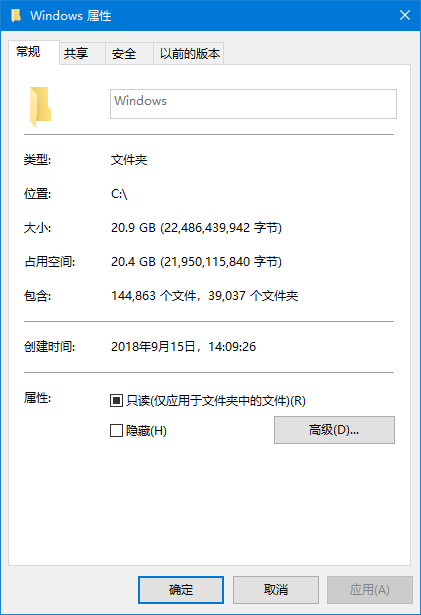 Windows 属性
常规 共享 安全 以前的版本
Windows
类型: 文件夹
位置: C:\
大小: 20.9 GB (22,486,439,942 字节)
占用空间: 20.4 GB (21,950,115,840 字节)
包含: 144,863 个文件，39,037 个文件夹
创建时间: 2018年9月15日，14:09:26
属性: 只读(仅应用于文件夹中的文件)(R)
隐藏(H) 高级(D)...
确定 取消 应用(A)